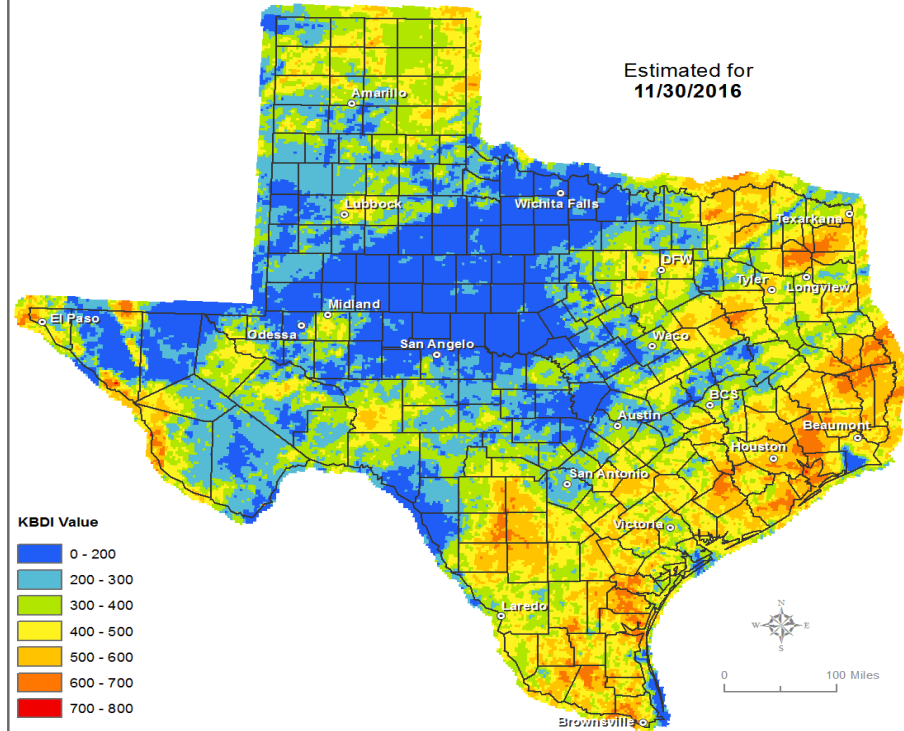 Estimated for
11/30/2016
Amarillo
Lubbock
Wichita Falls
Texarkana
DFW
Tyler
Longview
El Paso
Midland
Odessa
San Angelo
Waco
BCS
Austin
Beaumont
Houston
San Antonio
Victoria
Laredo
Brownsville
KBDI Value
0 - 200
200 - 300
300 - 400
400 - 500
500 - 600
600 - 700
700 - 800
N
W E
S
0 100 Miles